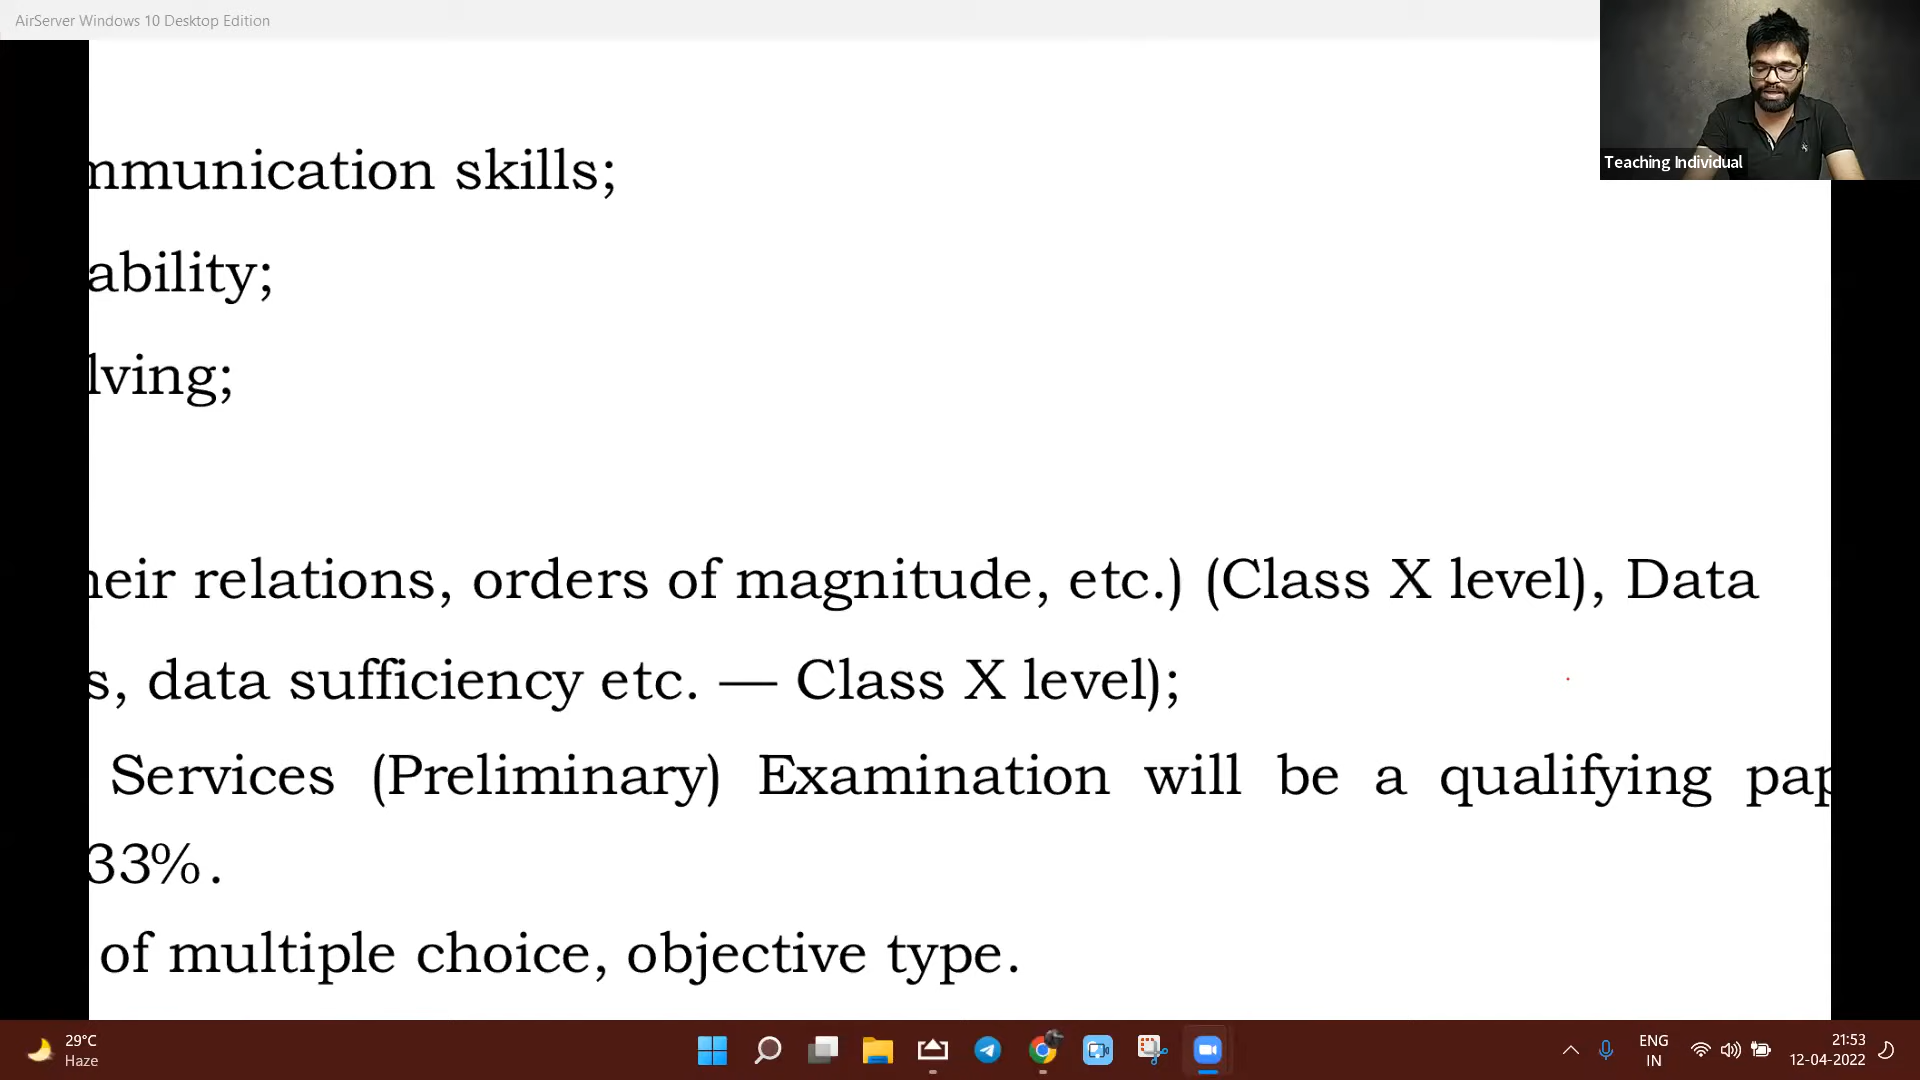 AirServer Windows 10 Desktop Edition
Teaching Individual
mmunication skills;
ability;
lving;
heir relations, orders of magnitude, etc.) (Class X level), Data
s, data sufficiency etc. — Class X level);
Services (Preliminary) Examination will be a qualifying pap
33%.
of multiple choice, objective type.
29°C
Haze
ENG
IN
21:53
12-04-2022